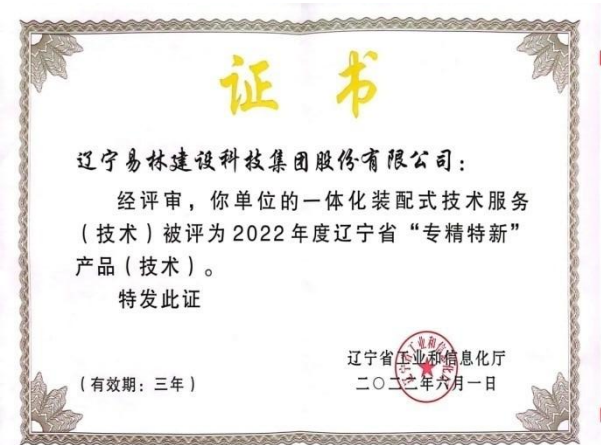 证书
辽宁易林建设科技集团股份有限公司：
经评审，你单位的一体化装配式技术服务
（技术）被评为2022年度辽宁省“专精特新”
产品（技术）。
特发此证
辽宁省工业和信息化厅
（有效期：三年）
二〇二二年六月一日